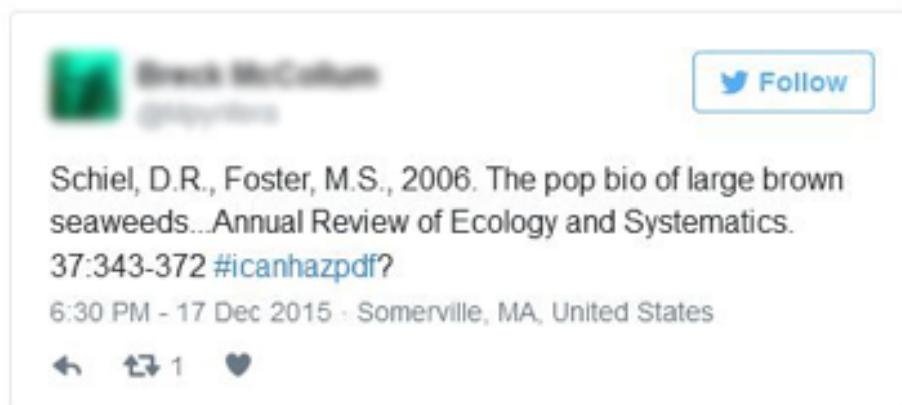 Follow
Schiel, D.R., Foster, M.S., 2006. The pop bio of large brown
seaweeds...Annual Review of Ecology and Systematics.
37:343-372 #icanhazpdf?
6:30 PM - 17 Dec 2015 · Somerville, MA, United States
1